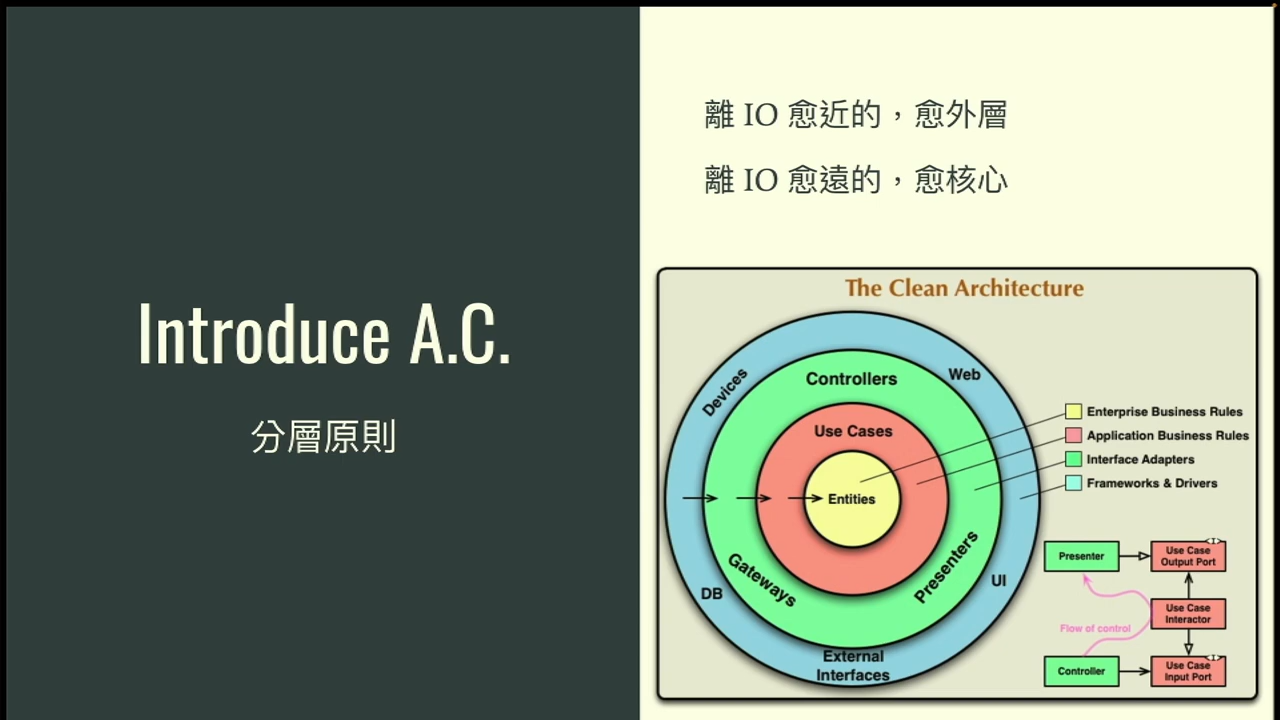 Introduce A.C.
分層原則
離 IO 愈近的，愈外層
離 IO 愈遠的，愈核心
The Clean Architecture
Devices
Controllers
Web
Use Cases
Entities
Gateways
Presenters
DB
UI
External
Interfaces
Enterprise Business Rules
Application Business Rules
Interface Adapters
Frameworks & Drivers
Presenter
Use Case
Output Port
Flow of control
Use Case
Interactor
Controller
Use Case
Input Port